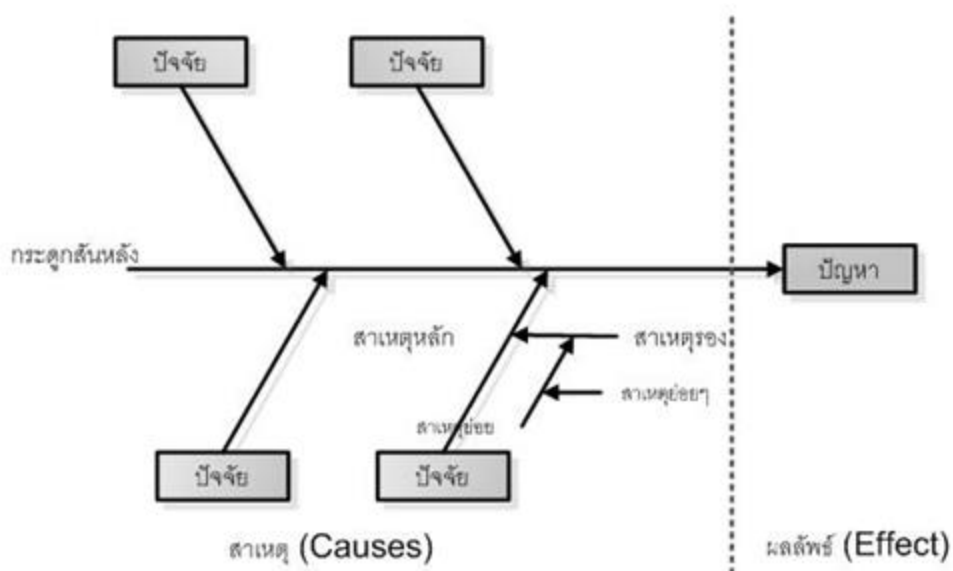 ปัจจัย
ปัจจัย
กระดูกสันหลัง
ปัญหา
สาเหตุหลัก
สาเหตุรอง
สาเหตุย่อยๆ
สาเหตุย่อย
ปัจจัย
ปัจจัย
สาเหตุ (Causes)
ผลลัพธ์ (Effect)